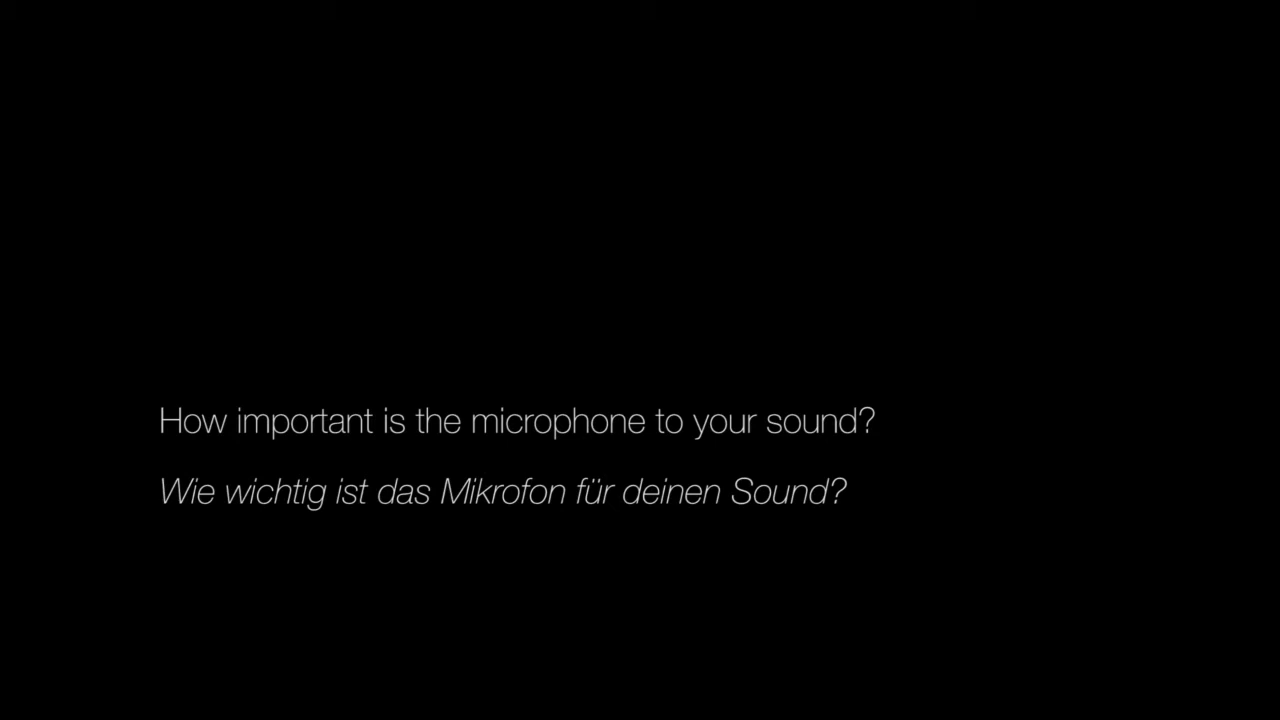 How important is the microphone to your sound?
Wie wichtig ist das Mikrofon für deinen Sound?